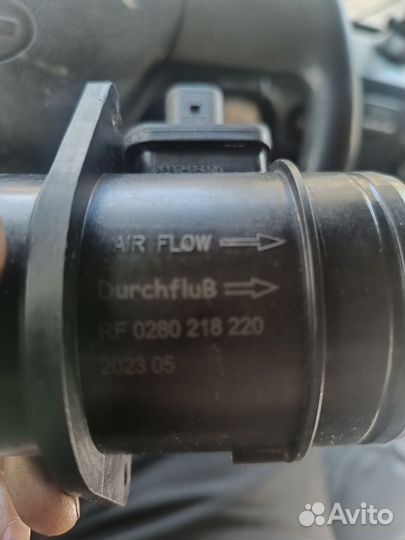 AIR FLOW
Durchfluß
RF 0280 218 220
2023 05
Avito